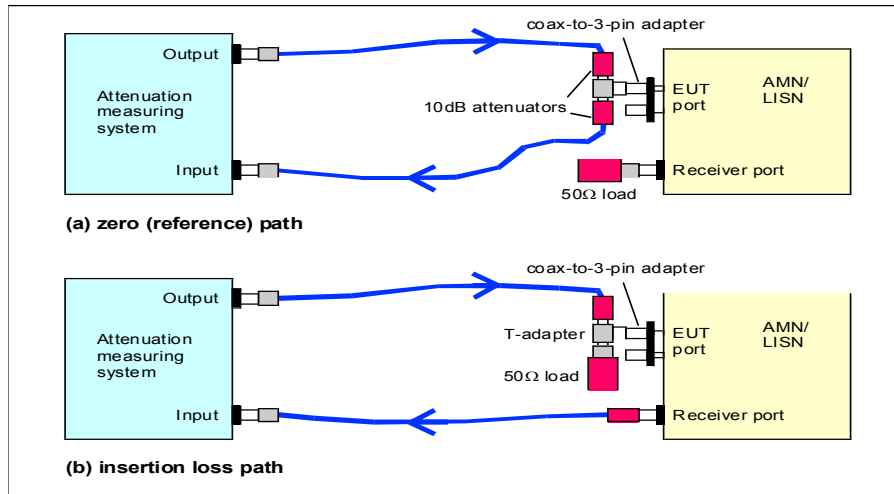 coax-to-3-pin adapter
Output
Attenuation
measuring
system
10dB attenuators
EUT
port
AMN/
LISN
Input
Receiver port
50Ω load
(a) zero (reference) path
coax-to-3-pin adapter
Output
Attenuation
measuring
system
T-adapter
EUT
port
AMN/
LISN
50Ω load
Input
Receiver port
(b) insertion loss path